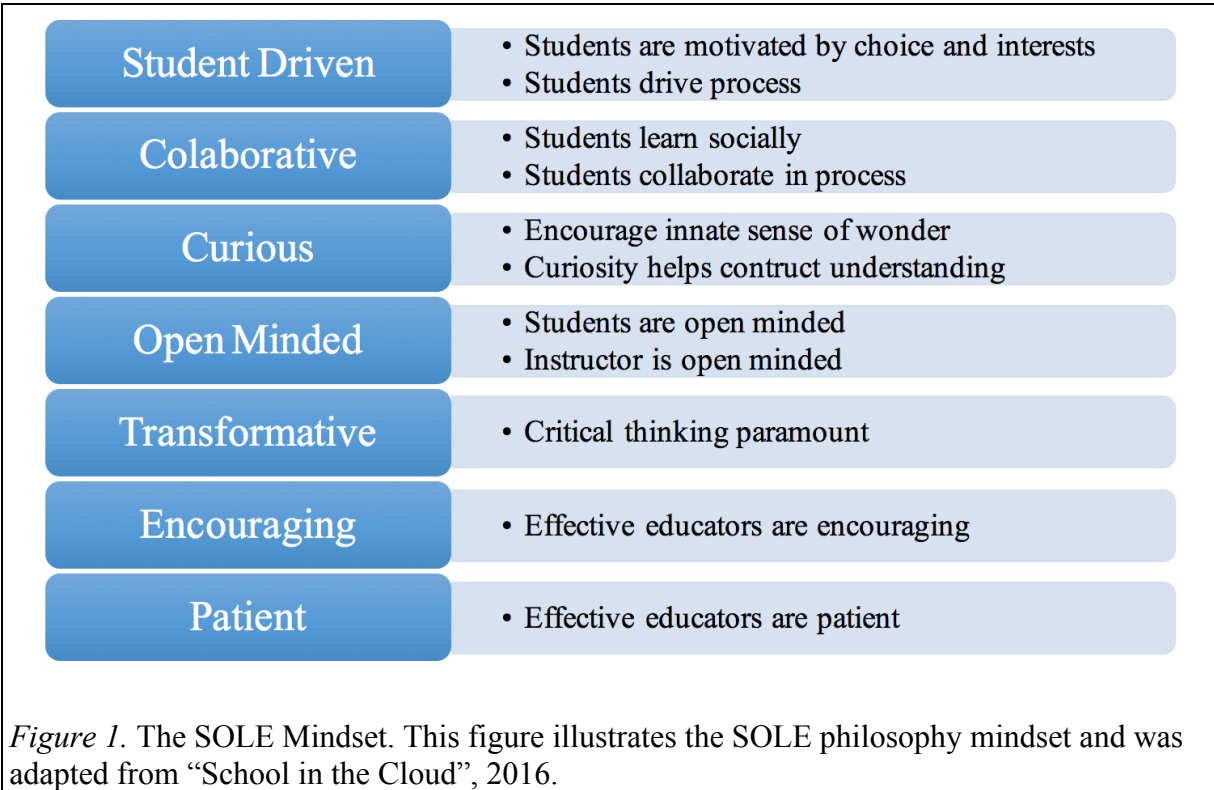 Student Driven
• Students are motivated by choice and interests
• Students drive process
Colaborative
• Students learn socially
• Students collaborate in process
Curious
• Encourage innate sense of wonder
• Curiosity helps contruct understanding
Open Minded
• Students are open minded
• Instructor is open minded
Transformative
• Critical thinking paramount
Encouraging
• Effective educators are encouraging
Patient
• Effective educators are patient
Figure 1. The SOLE Mindset. This figure illustrates the SOLE philosophy mindset and was
adapted from “School in the Cloud”, 2016.